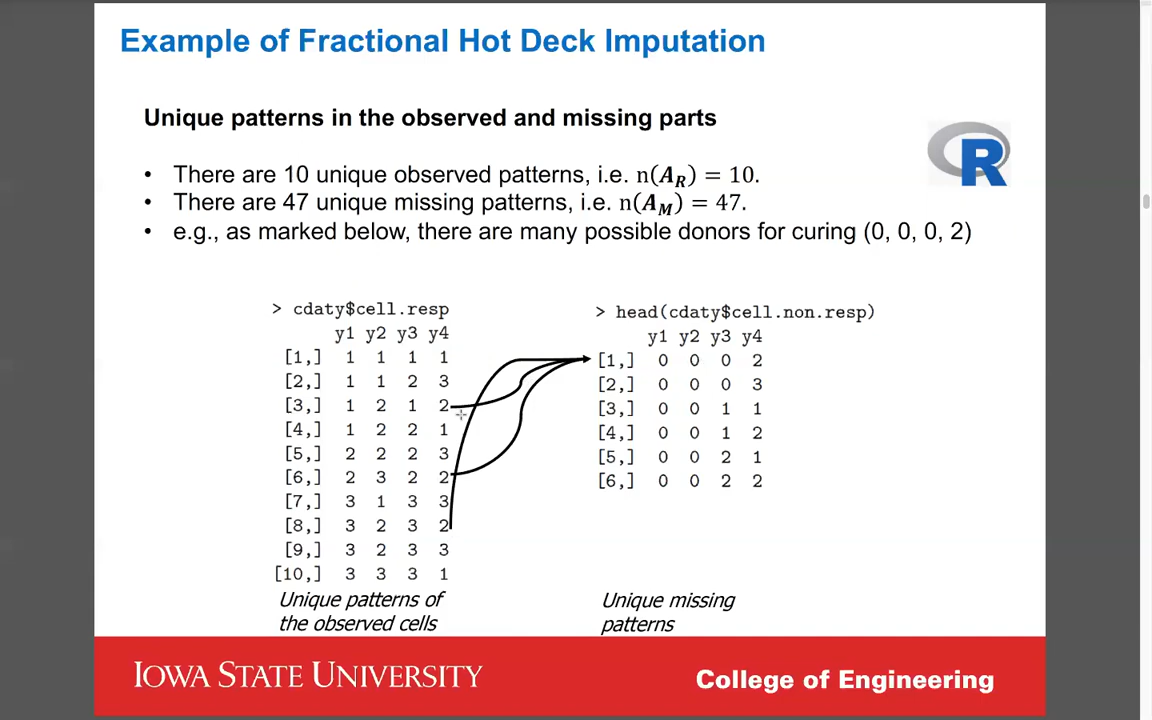 Example of Fractional Hot Deck Imputation
Unique patterns in the observed and missing parts
R
• There are 10 unique observed patterns, i.e. n(𝑨_𝑹) = 10.
• There are 47 unique missing patterns, i.e. n(𝑨_𝑴) = 47.
• e.g., as marked below, there are many possible donors for curing (0, 0, 0, 2)
> cdaty$cell.resp
y1 y2 y3 y4
[1,] 1 1 1 1
[2,] 1 1 2 3
[3,] 1 2 1 2
[4,] 1 2 2 1
[5,] 2 2 2 3
[6,] 2 3 2 2
[7,] 3 1 3 3
[8,] 3 2 3 2
[9,] 3 2 3 3
[10,] 3 3 3 1
Unique patterns of
the observed cells
> head(cdaty$cell.non.resp)
y1 y2 y3 y4
[1,] 0 0 0 2
[2,] 0 0 0 3
[3,] 0 0 1 1
[4,] 0 0 1 2
[5,] 0 0 2 1
[6,] 0 0 2 2
Unique missing
patterns
IOWA STATE UNIVERSITY
College of Engineering